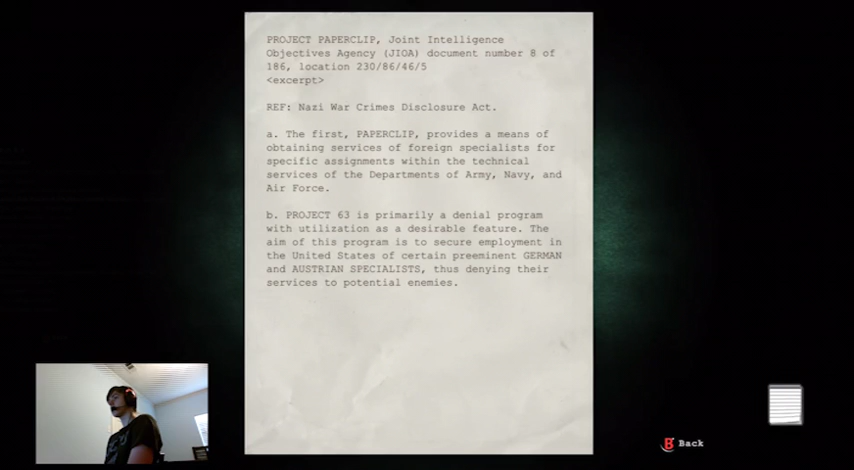 PROJECT PAPERCLIP, Joint Intelligence
Objectives Agency (JIOA) document number 8 of
186, location 230/86/46/5
<excerpt>
REF: Nazi War Crimes Disclosure Act.
a. The first, PAPERCLIP, provides a means of
obtaining services of foreign specialists for
specific assignments within the technical
services of the Departments of Army, Navy, and
Air Force.
b. PROJECT 63 is primarily a denial program
with utilization as a desirable feature. The
aim of this program is to secure employment in
the United States of certain preeminent GERMAN
and AUSTRIAN SPECIALISTS, thus denying their
services to potential enemies.
B Back